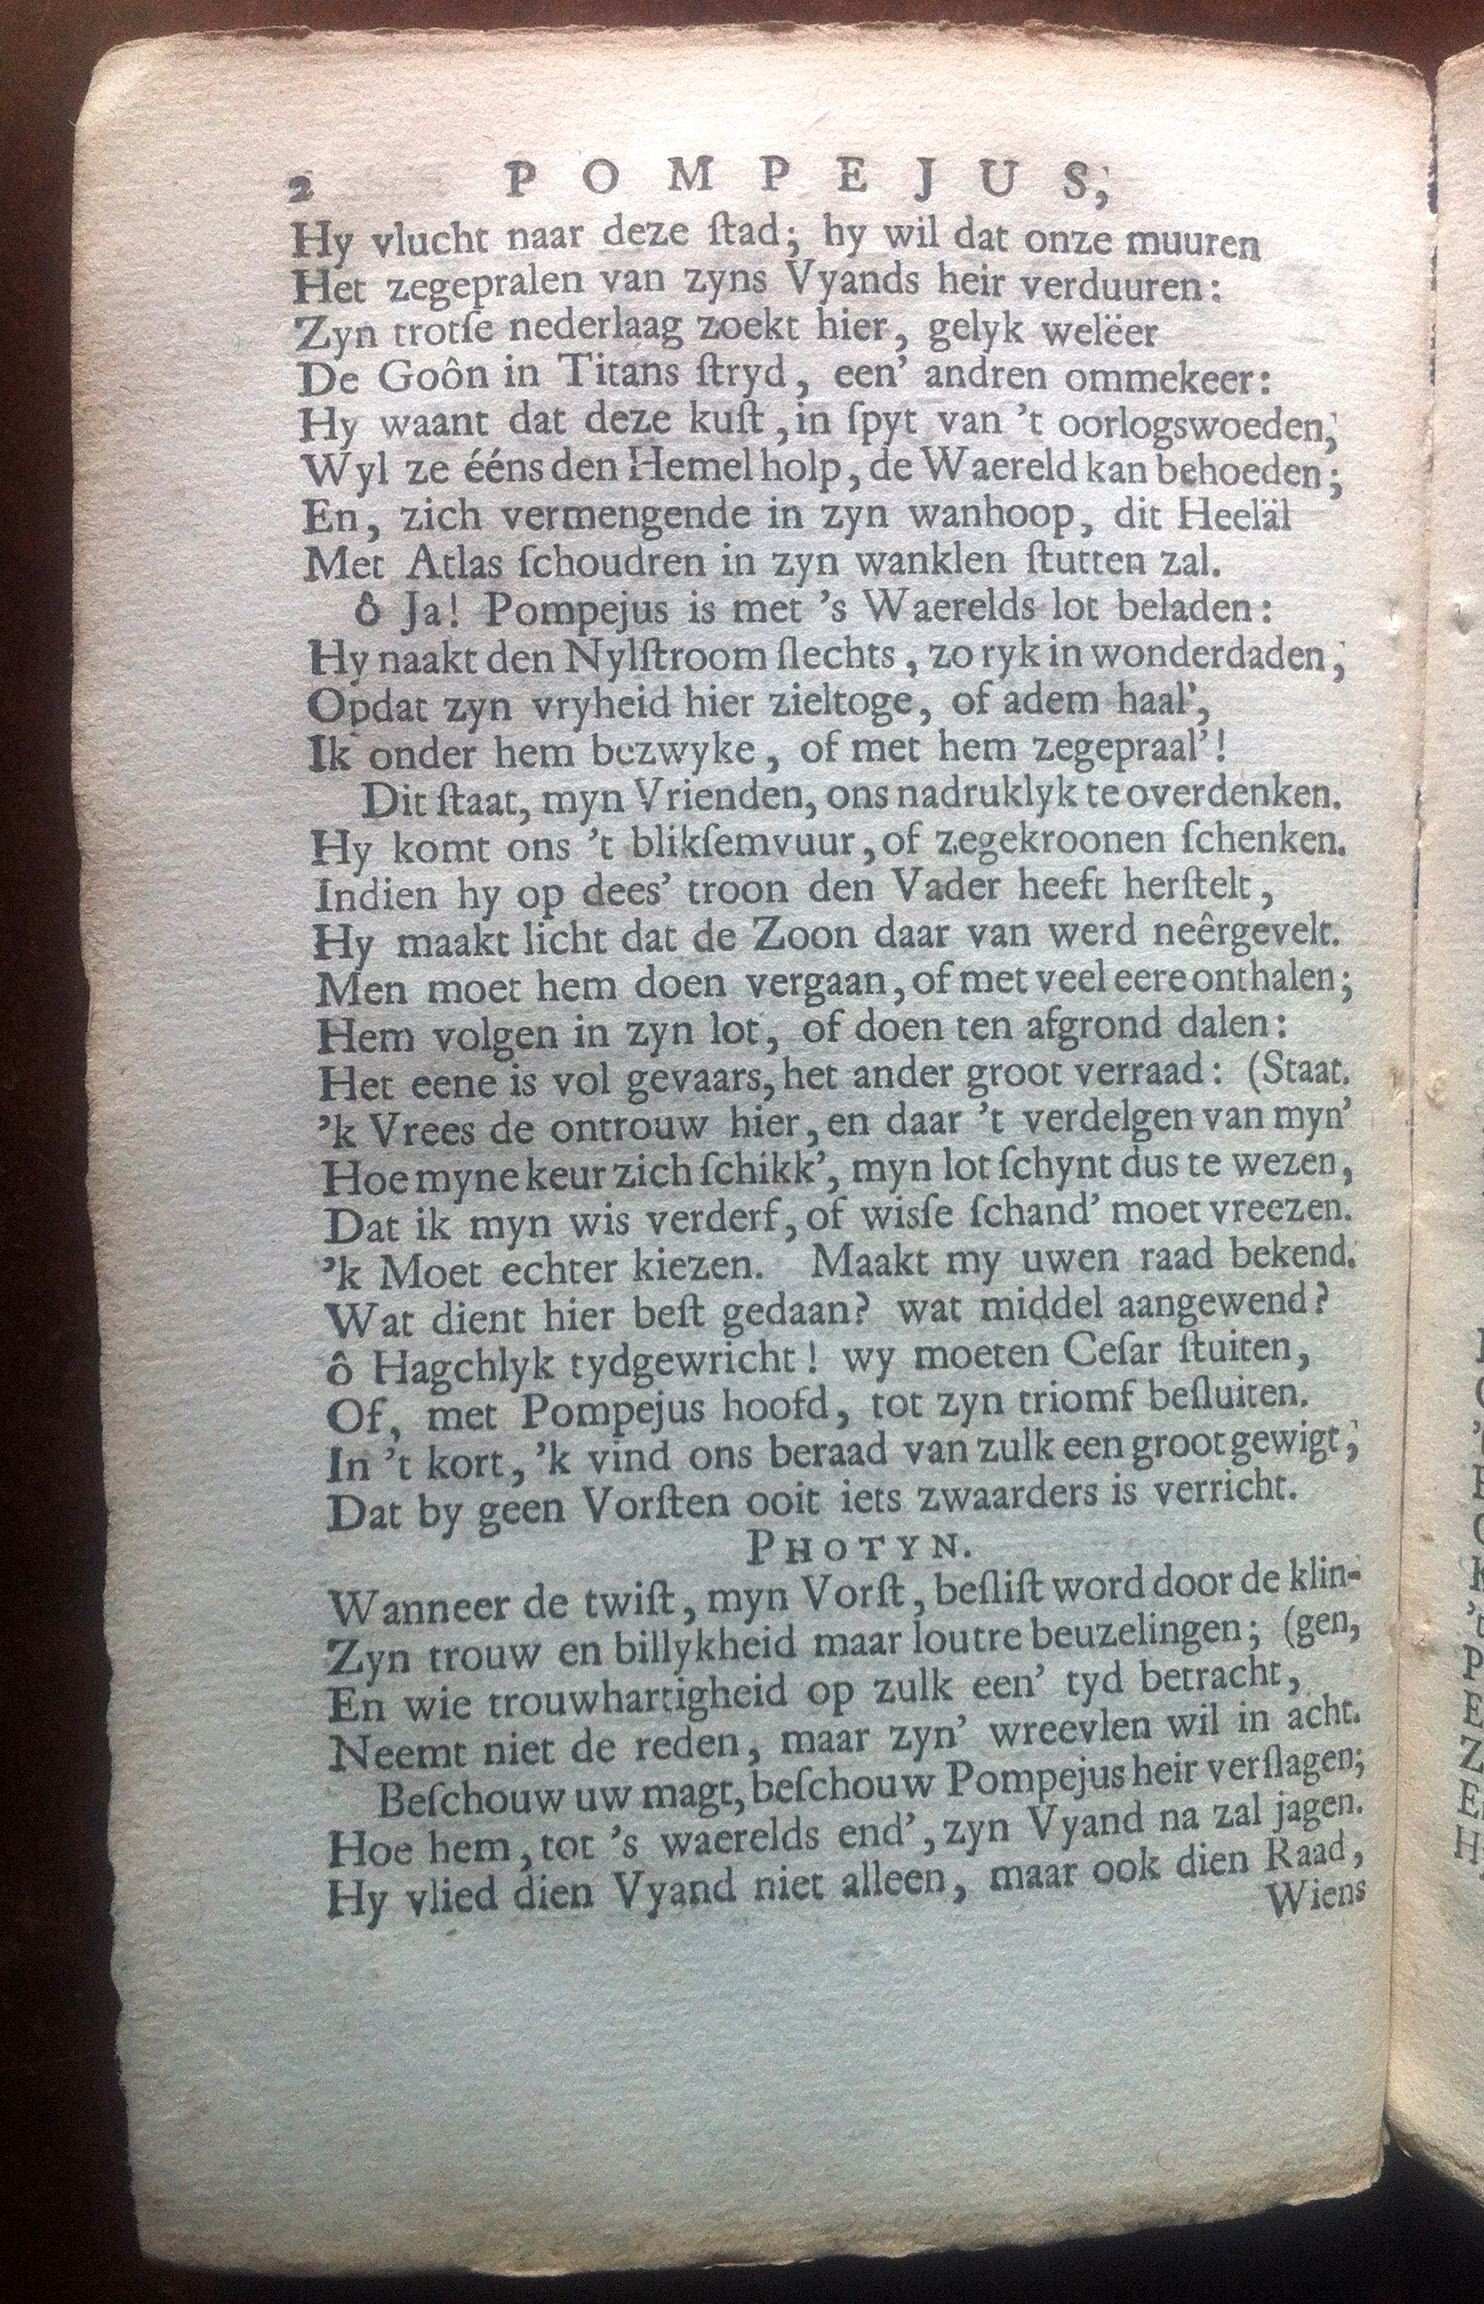 2 POMPEJUS,
Hy vlucht naar deze ſtad; hy wil dat onze muuren
Het zegepralen van zyns Vyands heir verduuren:
Zyn trotſe nederlaag zoekt hier, gelyk welëer
De Goôn in Titans ſtryd, een' andren ommekeer:
Hy waant dat deze kuſt, in ſpyt van 't oorlogswoeden,
Wyl ze ééns den Hemel holp, de Waereld kan behoeden;
En, zich vermengende in zyn wanhoop, dit Heeläl
Met Atlas ſchoudren in zyn wanklen ſtutten zal.
ô Ja! Pompejus is met 's Waerelds lot beladen:
Hy naakt den Nylſtroom ſlechts, zo ryk in wonderdaden,
Opdat zyn vryheid hier zieltoge, of adem haal',
Ik onder hem bezwyke, of met hem zegepraal'!
Dit ſtaat, myn Vrienden, ons nadruklyk te overdenken.
Hy komt ons 't blikſemvuur, of zegekroonen ſchenken.
Indien hy op dees' troon den Vader heeft herſtelt,
Hy maakt licht dat de Zoon daar van werd neêrgevelt.
Men moet hem doen vergaan, of met veel eere onthalen;
Hem volgen in zyn lot, of doen ten afgrond dalen:
Het eene is vol gevaars, het ander groot verraad: (Staat.
'k Vrees de ontrouw hier, en daar 't verdelgen van myn'
Hoe myne keur zich ſchikk', myn lot ſchynt dus te wezen,
Dat ik myn wis verderf, of wisſe ſchand' moet vreezen.
'k Moet echter kiezen. Maakt my uwen raad bekend.
Wat dient hier beſt gedaan? wat middel aangewend?
ô Hagchlyk tydgewricht! wy moeten Ceſar ſtuiten,
Of, met Pompejus hoofd, tot zyn triomf beſluiten.
In 't kort, 'k vind ons beraad van zulk een groot gewigt,
Dat by geen Vorſten ooit iets zwaarders is verricht.
PHOTYN.
Wanneer de twiſt, myn Vorſt, beſliſt word door de klin-
Zyn trouw en billykheid maar loutre beuzelingen; (gen,
En wie trouwhartigheid op zulk een' tyd betracht,
Neemt niet de reden, maar zyn' wreevlen wil in acht.
Beſchouw uw magt, beſchouw Pompejus heir verſlagen;
Hoe hem, tot 's waerelds end', zyn Vyand na zal jagen.
Hy vlied dien Vyand niet alleen, maar ook dien Raad,
Wiens